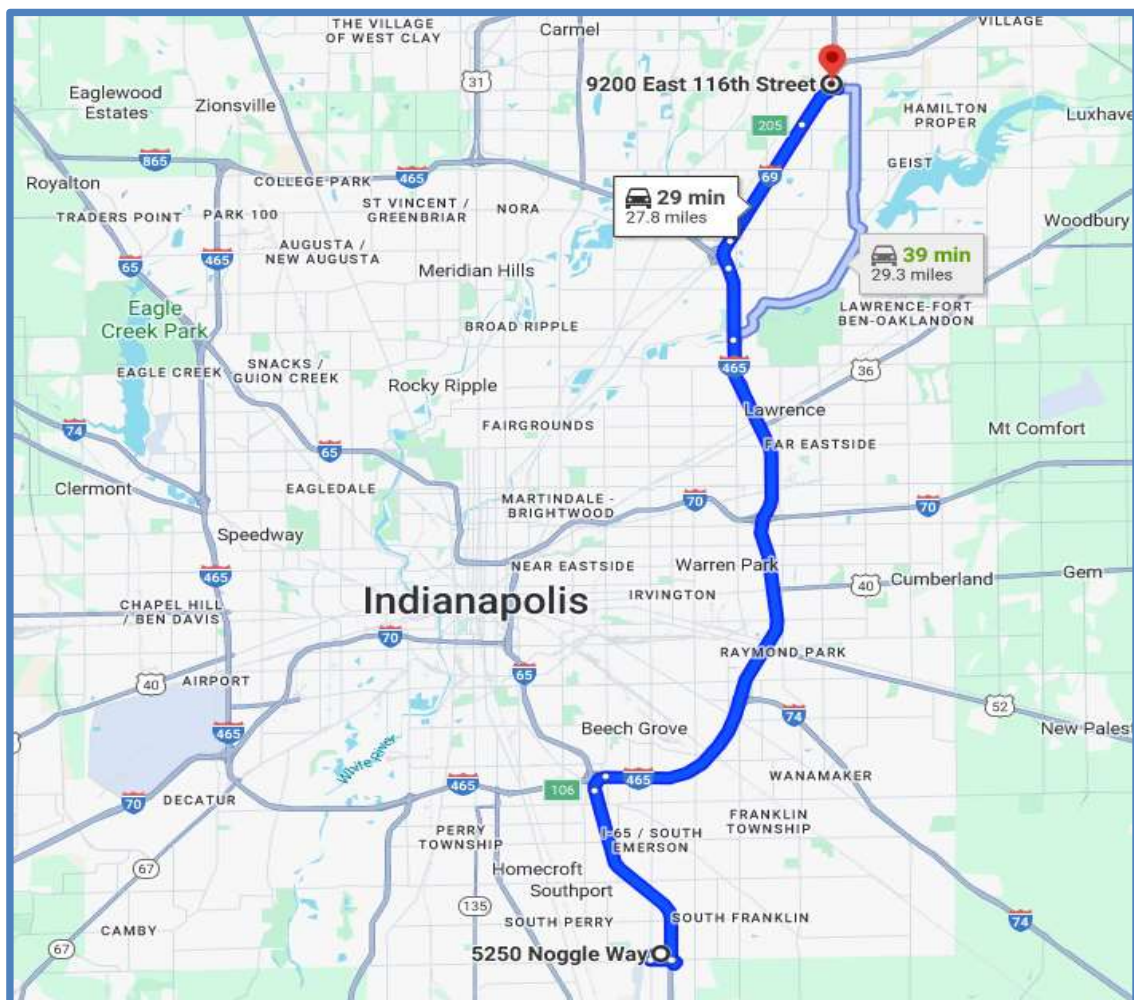 THE VILLAGE
OF WEST CLAY
Carmel
VILLAGE
31
9200 East 116th Street
Eaglewood
Estates
Zionsville
HAMILTON
PROPER
Luxhave
205
865
GEIST
69
Royalton
COLLEGE PARK
465
29 min
27.8 miles
ST VINCENT /
GREENBRIAR
NORA
TRADERS POINT
PARK 100
Woodbury
AUGUSTA /
NEW AUGUSTA
465
65
Meridian Hills
39 min
29.3 miles
Eagle
Creek Park
BROAD RIPPLE
LAWRENCE-FORT
BEN-OAKLANDON
EAGLE CREEK
SNACKS /
GUION CREEK
465
36
Rocky Ripple
Lawrence
74
FAIRGROUNDS
FAR EASTSIDE
Mt Comfort
65
Clermont
EAGLEDALE
MARTINDALE -
BRIGHTWOOD
70
70
Speedway
NEAR EASTSIDE
Warren Park
465
40
Cumberland
Gem
Indianapolis
IRVINGTON
CHAPEL HILL
/ BEN DAVIS
70
RAYMOND PARK
40
AIRPORT
65
52
74
465
Beech Grove
New Palest
White River
WANAMAKER
70
DECATUR
465
106
465
PERRY
TOWNSHIP
FRANKLIN
TOWNSHIP
I-65 / SOUTH
EMERSON
67
Homecroft
Southport
135
SOUTH PERRY
SOUTH FRANKLIN
74
CAMBY
67
5250 Noggle Way